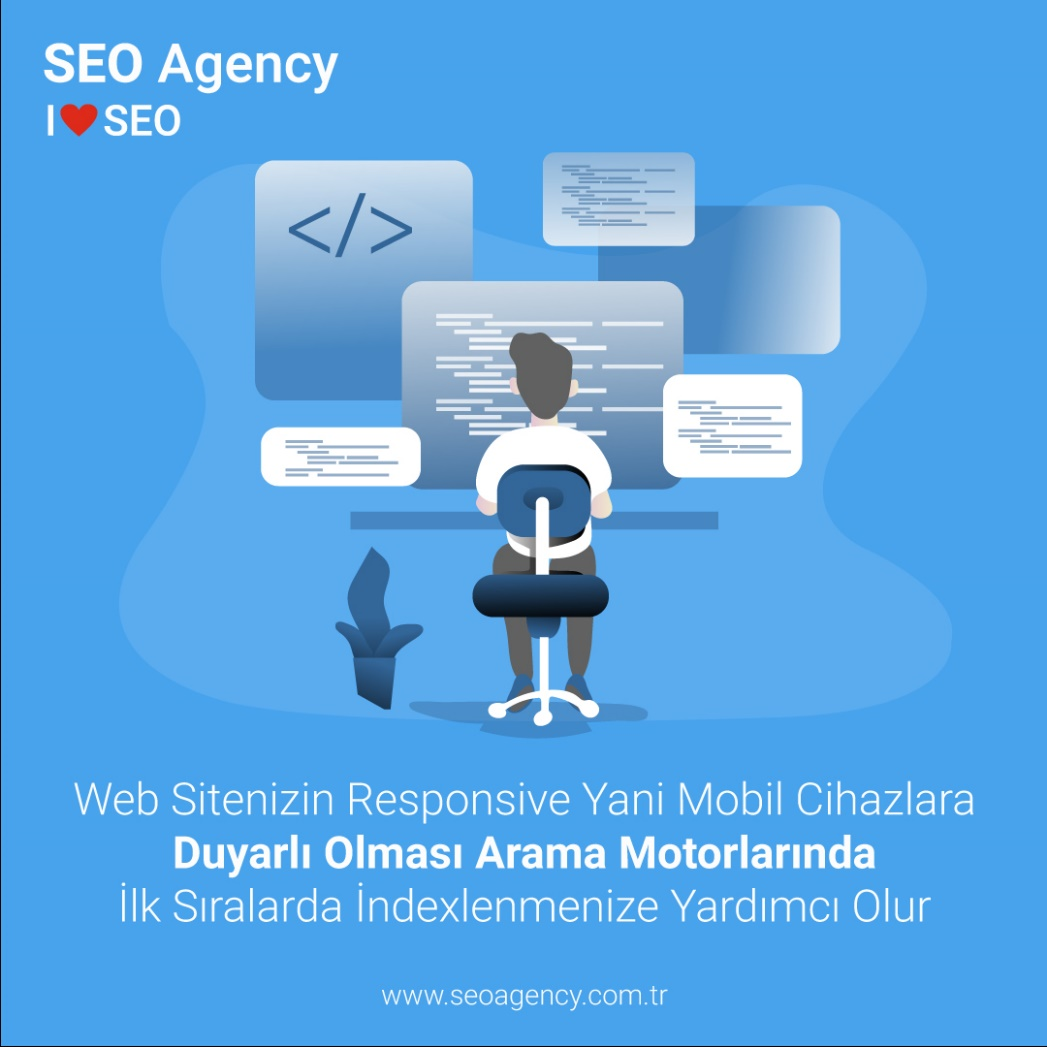 SEO Agency
I❤SEO
</>
Web Sitenizin Responsive Yani Mobil Cihazlara
Duyarlı Olması Arama Motorlarında
İlk Sıralarda İndexlenmenize Yardımcı Olur
www.seoagency.com.tr